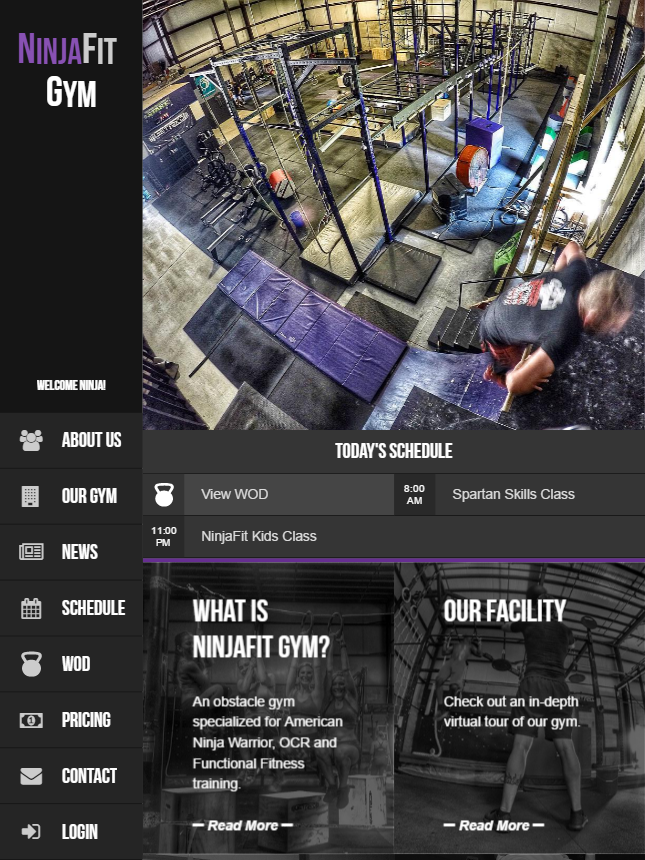 NINJAFIT
GYM
WELCOME NINJA!
ABOUT US
OUR GYM
NEWS
SCHEDULE
WOD
PRICING
CONTACT
LOGIN
TODAY'S SCHEDULE
View WOD
8:00
AM
Spartan Skills Class
11:00
PM
NinjaFit Kids Class
WHAT IS
NINJAFIT GYM?
An obstacle gym
specialized for American
Ninja Warrior, OCR and
Functional Fitness
training.
— Read More —
OUR FACILITY
Check out an in-depth
virtual tour of our gym.
— Read More —